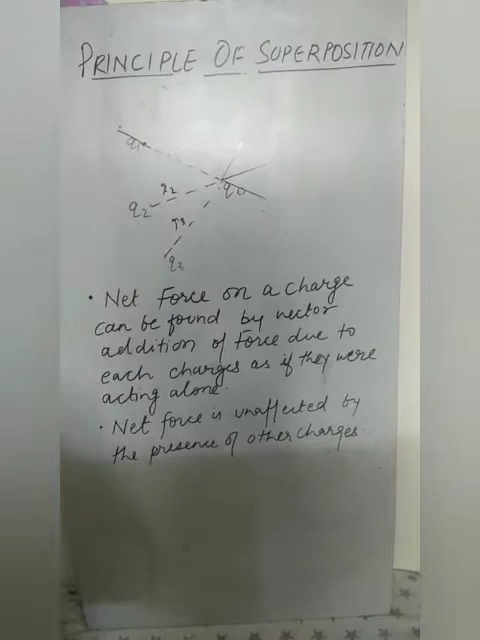 PRINCIPLE OF SUPERPOSITION
q1
r2
q0
q2
r3
q3
• Net Force on a charge
can be found by vector
addition of Force due to
each charges as if they were
acting alone.
• Net force is unaffected by
the presence of other charges.